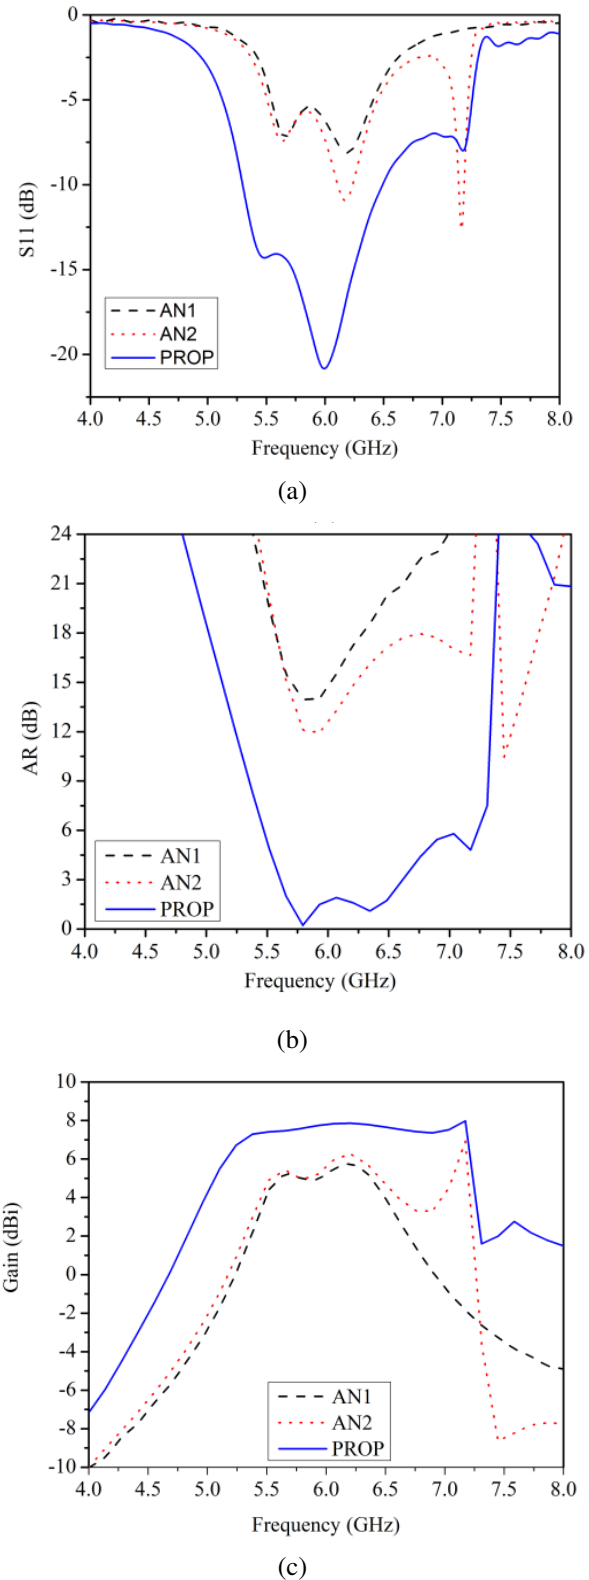 0
-5
-10
-15
-20
S11 (dB)
AN1
AN2
PROP
4.0 4.5 5.0 5.5 6.0 6.5 7.0 7.5 8.0
Frequency (GHz)
(a)
24
21
18
15
12
9
6
3
0
AR (dB)
AN1
AN2
PROP
4.0 4.5 5.0 5.5 6.0 6.5 7.0 7.5 8.0
Frequency (GHz)
(b)
10
8
6
4
2
0
-2
-4
-6
-8
-10
Gain (dBi)
AN1
AN2
PROP
4.0 4.5 5.0 5.5 6.0 6.5 7.0 7.5 8.0
Frequency (GHz)
(c)